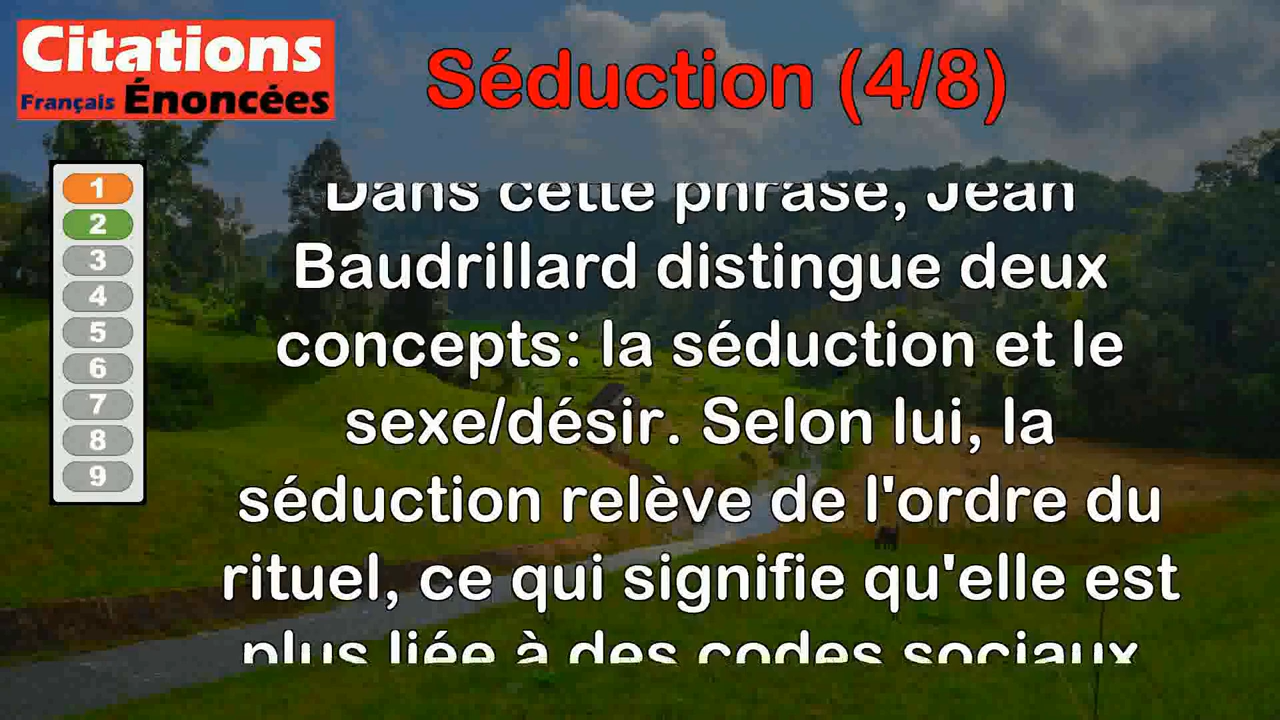 Citations
Français Énoncées
Séduction (4/8)
1
2
3
4
5
6
7
8
9
Dans cette phrase, Jean
Baudrillard distingue deux
concepts: la séduction et le
sexe/désir. Selon lui, la
séduction relève de l'ordre du
rituel, ce qui signifie qu'elle est
plus liée à des codes sociaux